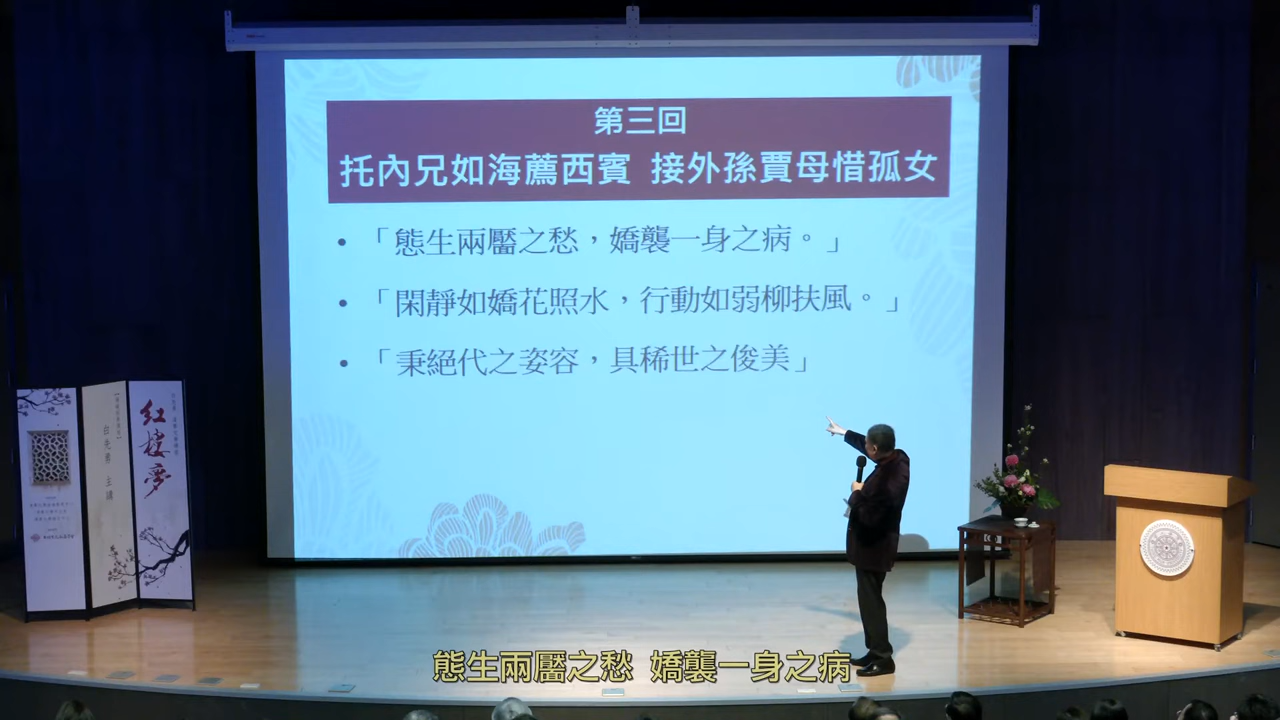 第三回
托內兄如海薦西賓 接外孫賈母惜孤女
• 「態生兩靨之愁，嬌襲一身之病。」
• 「閑靜如嬌花照水，行動如弱柳扶風。」
• 「秉絕代之姿容，具稀世之俊美」
紅樓夢
白先勇 主講
態生兩靨之愁 嬌襲一身之病